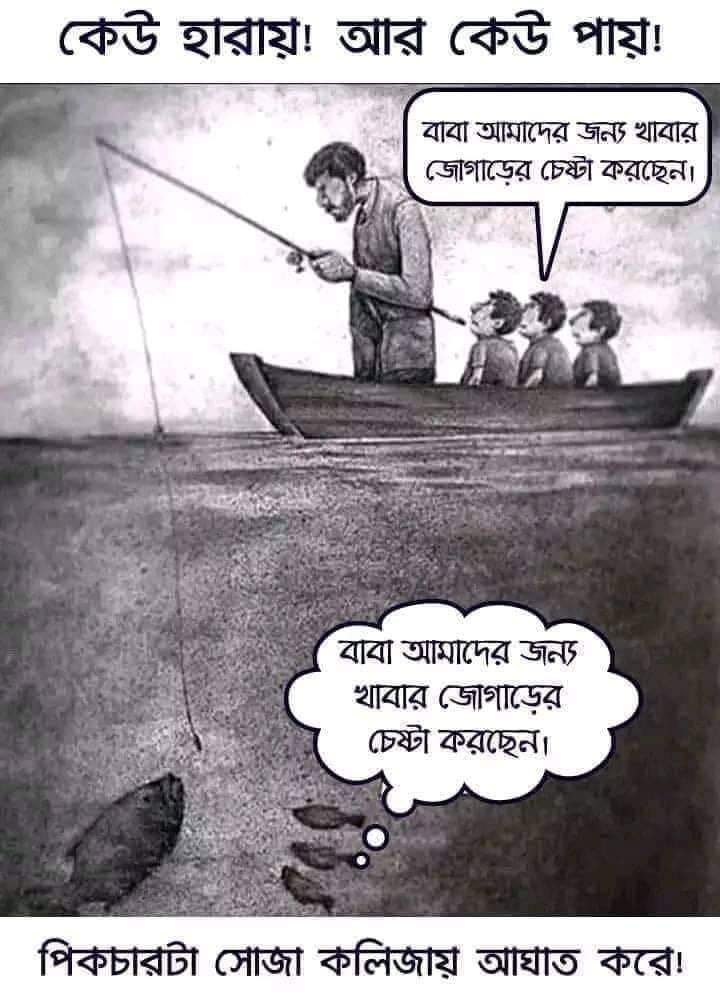 কেউ হারায়! আর কেউ পায়!
বাবা আমাদের জন্য খাবার
জোগাড়ের চেষ্টা করছেন।
বাবা আমাদের জন্য
খাবার জোগাড়ের
চেষ্টা করছেন।
পিকচারটা সোজা কলিজায় আঘাত করে!